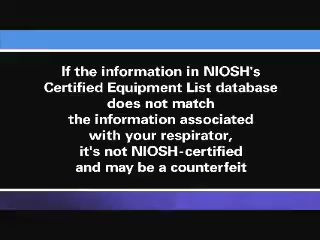 If the information in NIOSH's
Certified Equipment List database
does not match
the information associated
with your respirator,
it's not NIOSH-certified
and may be a counterfeit